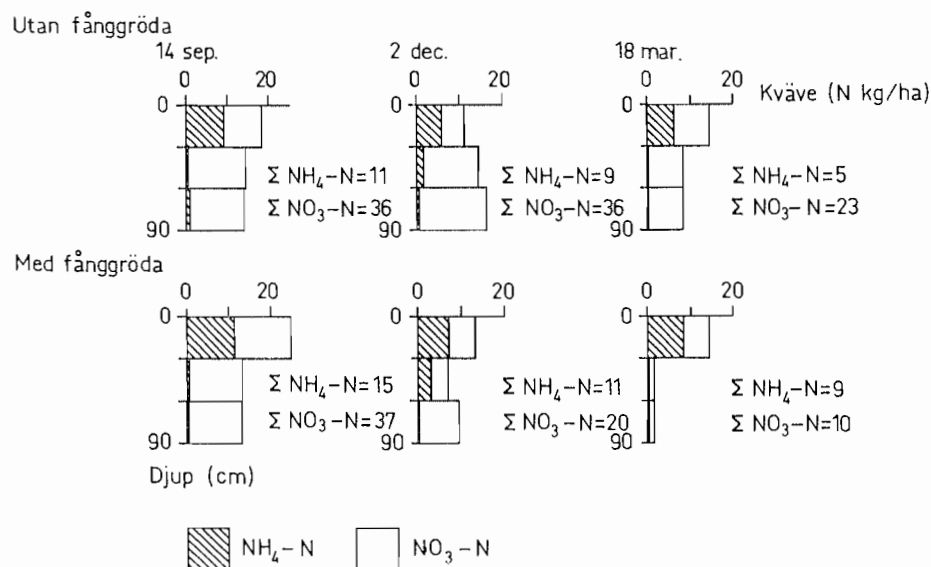 Utan fånggröda
14 sep. 2 dec. 18 mar.
0 20 0 20 0 20 Kväve (N kg/ha)
0 0 0
Σ NH₄-N=11 Σ NH₄-N=9 Σ NH₄-N=5
Σ NO₃-N=36 Σ NO₃-N=36 Σ NO₃-N=23
90 90 90
Med fånggröda
0 20 0 20 0 20
0 0 0
Σ NH₄-N=15 Σ NH₄-N=11 Σ NH₄-N=9
Σ NO₃-N=37 Σ NO₃-N=20 Σ NO₃-N=10
90 90 90
Djup (cm)
NH₄-N NO₃-N